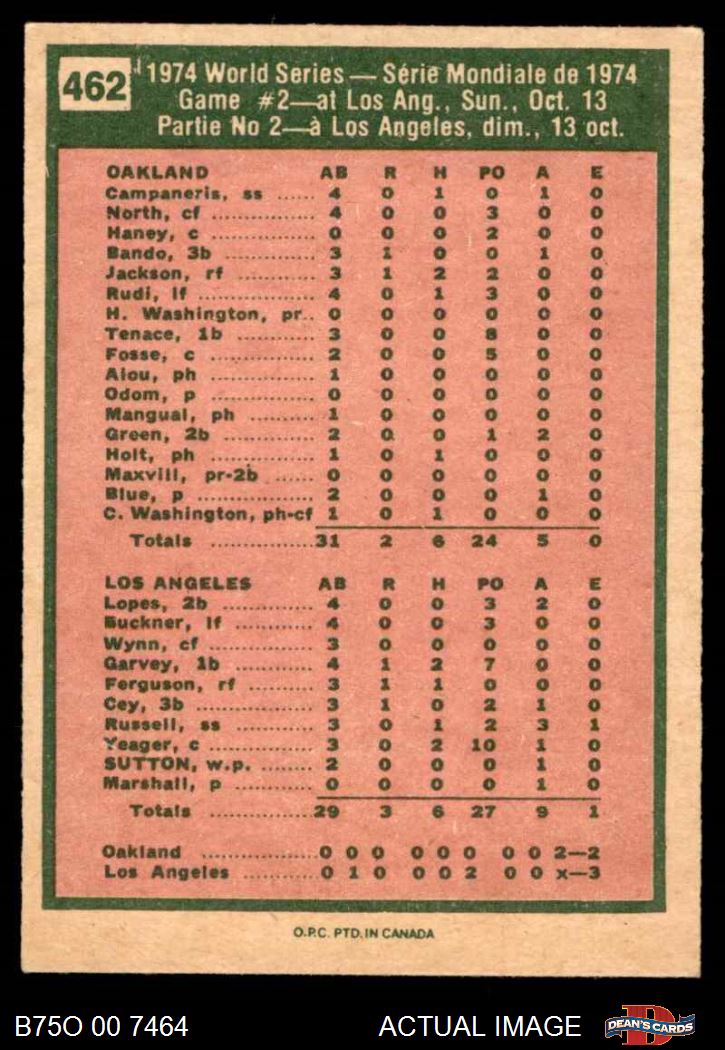 462
1974 World Series — Série Mondiale de 1974
Game #2—at Los Ang., Sun., Oct. 13
Partie No 2—à Los Angeles, dim., 13 oct.
OAKLAND AB R H PO A E
Campaneris, ss ...... 4 0 1 0 1 0
North, cf ............... 4 0 0 3 0 0
Haney, c ............... 0 0 0 2 0 0
Bando, 3b ............. 3 1 0 0 1 0
Jackson, rf ............ 3 1 2 2 0 0
Rudi, lf ................. 4 0 1 3 0 0
H. Washington, pr.. 0 0 0 0 0 0
Tenace, 1b ............ 3 0 0 8 0 0
Fosse, c ................ 2 0 0 5 0 0
Alou, ph ................ 1 0 0 0 0 0
Odom, p ................ 0 0 0 0 0 0
Mangual, ph .......... 1 0 0 0 0 0
Green, 2b .............. 2 0 0 1 2 0
Holt, ph ................. 1 0 1 0 0 0
Maxvill, pr-2b ...... 0 0 0 0 0 0
Blue, p .................. 2 0 0 0 1 0
C. Washington, ph-cf 1 0 1 0 0 0
Totals ................ 31 2 6 24 5 0
LOS ANGELES AB R H PO A E
Lopes, 2b .............. 4 0 0 3 2 0
Buckner, lf ............ 4 0 0 3 0 0
Wynn, cf ................ 3 0 0 0 0 0
Garvey, 1b ............. 4 1 2 7 0 0
Ferguson, rf .......... 3 1 1 0 0 0
Cey, 3b .................. 3 1 0 2 1 0
Russell, ss ............ 3 0 1 2 3 1
Yeager, c ............... 3 0 2 10 1 0
SUTTON, w.p. ........ 2 0 0 0 1 0
Marshall, p ........... 0 0 0 0 1 0
Totals ................ 29 3 6 27 9 1
Oakland .................. 0 0 0 0 0 0 0 0 2—2
Los Angeles ........... 0 1 0 0 0 2 0 0 x—3
O.P.C. PTD. IN CANADA
B75O 00 7464 ACTUAL IMAGE
D
DEAN'S CARDS